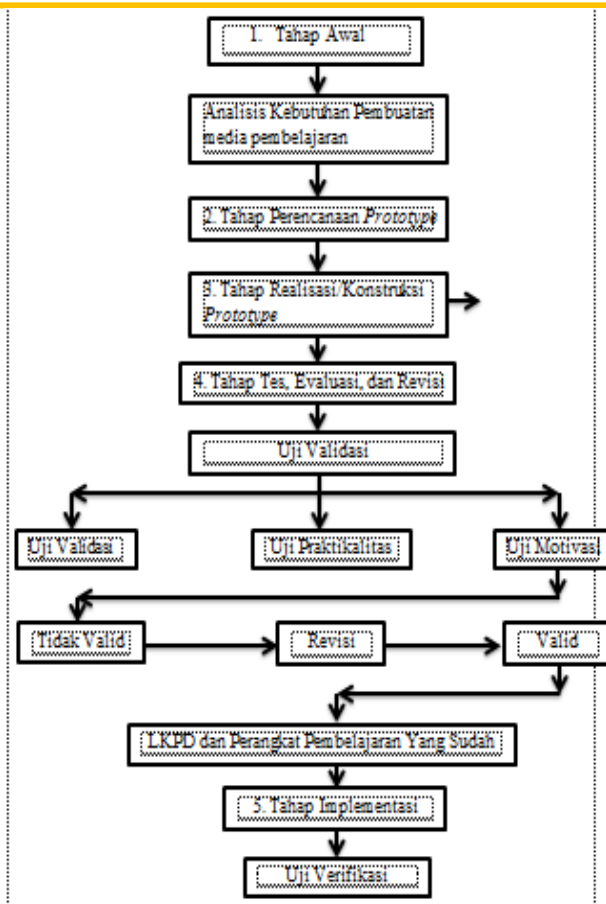 1. Tahap Awal
Analisis Kebutuhan Pembuatan
media pembelajaran
2. Tahap Perencanaan Prototype
3. Tahap Realisasi/Konstruksi
Prototype
4. Tahap Tes, Evaluasi, dan Revisi
Uji Validasi
Uji Validasi
Uji Praktikalitas
Uji Motivasi
Tidak Valid
Revisi
Valid
LKPD dan Perangkat Pembelajaran Yang Sudah
5. Tahap Implementasi
Uji Verifikasi